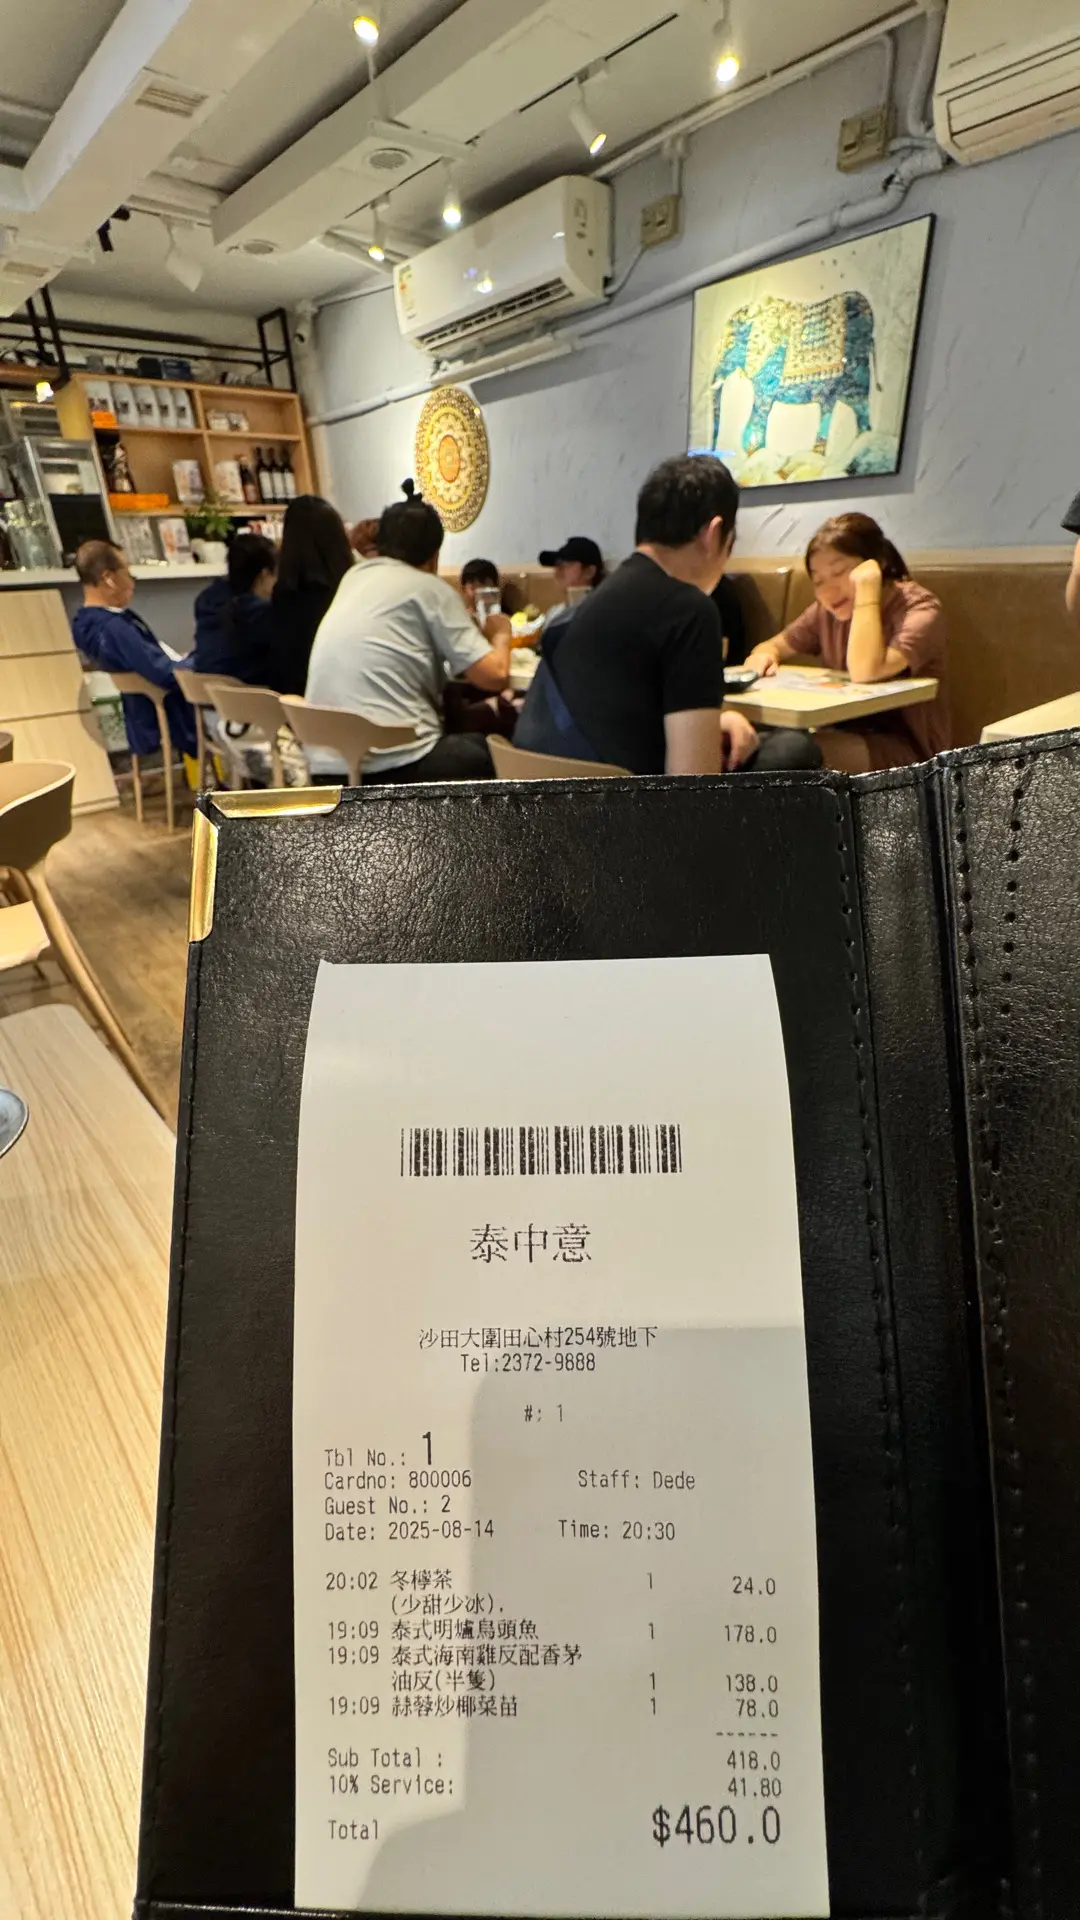 泰中意
沙田大圍田心村254號地下
Tel:2372-9888
#: 1
Tbl No.: 1
Cardno: 800006 Staff: Dede
Guest No.: 2
Date: 2025-08-14 Time: 20:30
20:02 冬檸茶 1 24.0
(少甜少冰),
19:09 泰式明爐烏頭魚 1 178.0
19:09 泰式海南雞反配香茅
油反(半隻) 1 138.0
19:09 蒜蓉炒椰菜苗 1 78.0
------
Sub Total : 418.0
10% Service: 41.80
Total $460.0